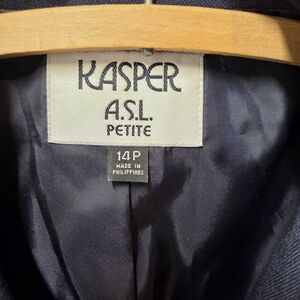 KASPER
A.S.L.
PETITE
14P
MADE IN
PHILIPPINES